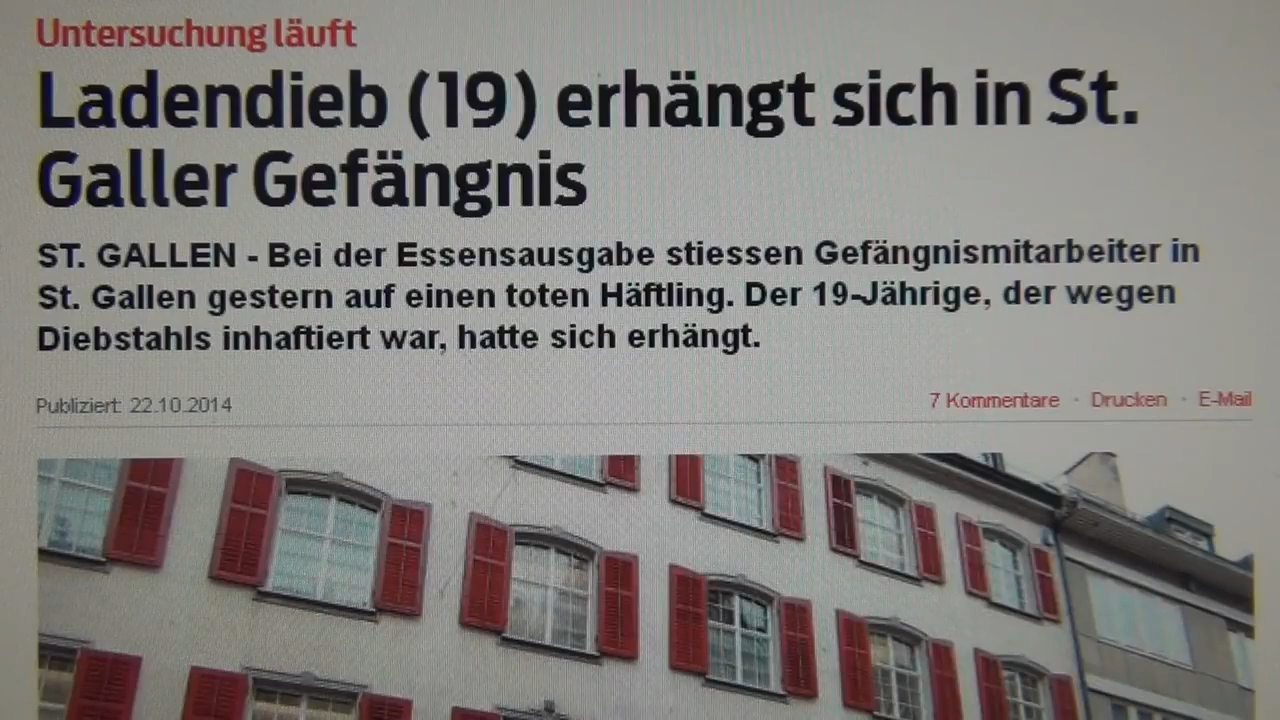 Untersuchung läuft
Ladendieb (19) erhängt sich in St.
Galler Gefängnis
ST. GALLEN - Bei der Essensausgabe stiessen Gefängnismitarbeiter in
St. Gallen gestern auf einen toten Häftling. Der 19-Jährige, der wegen
Diebstahls inhaftiert war, hatte sich erhängt.
Publiziert: 22.10.2014 7 Kommentare · Drucken · E-Mail